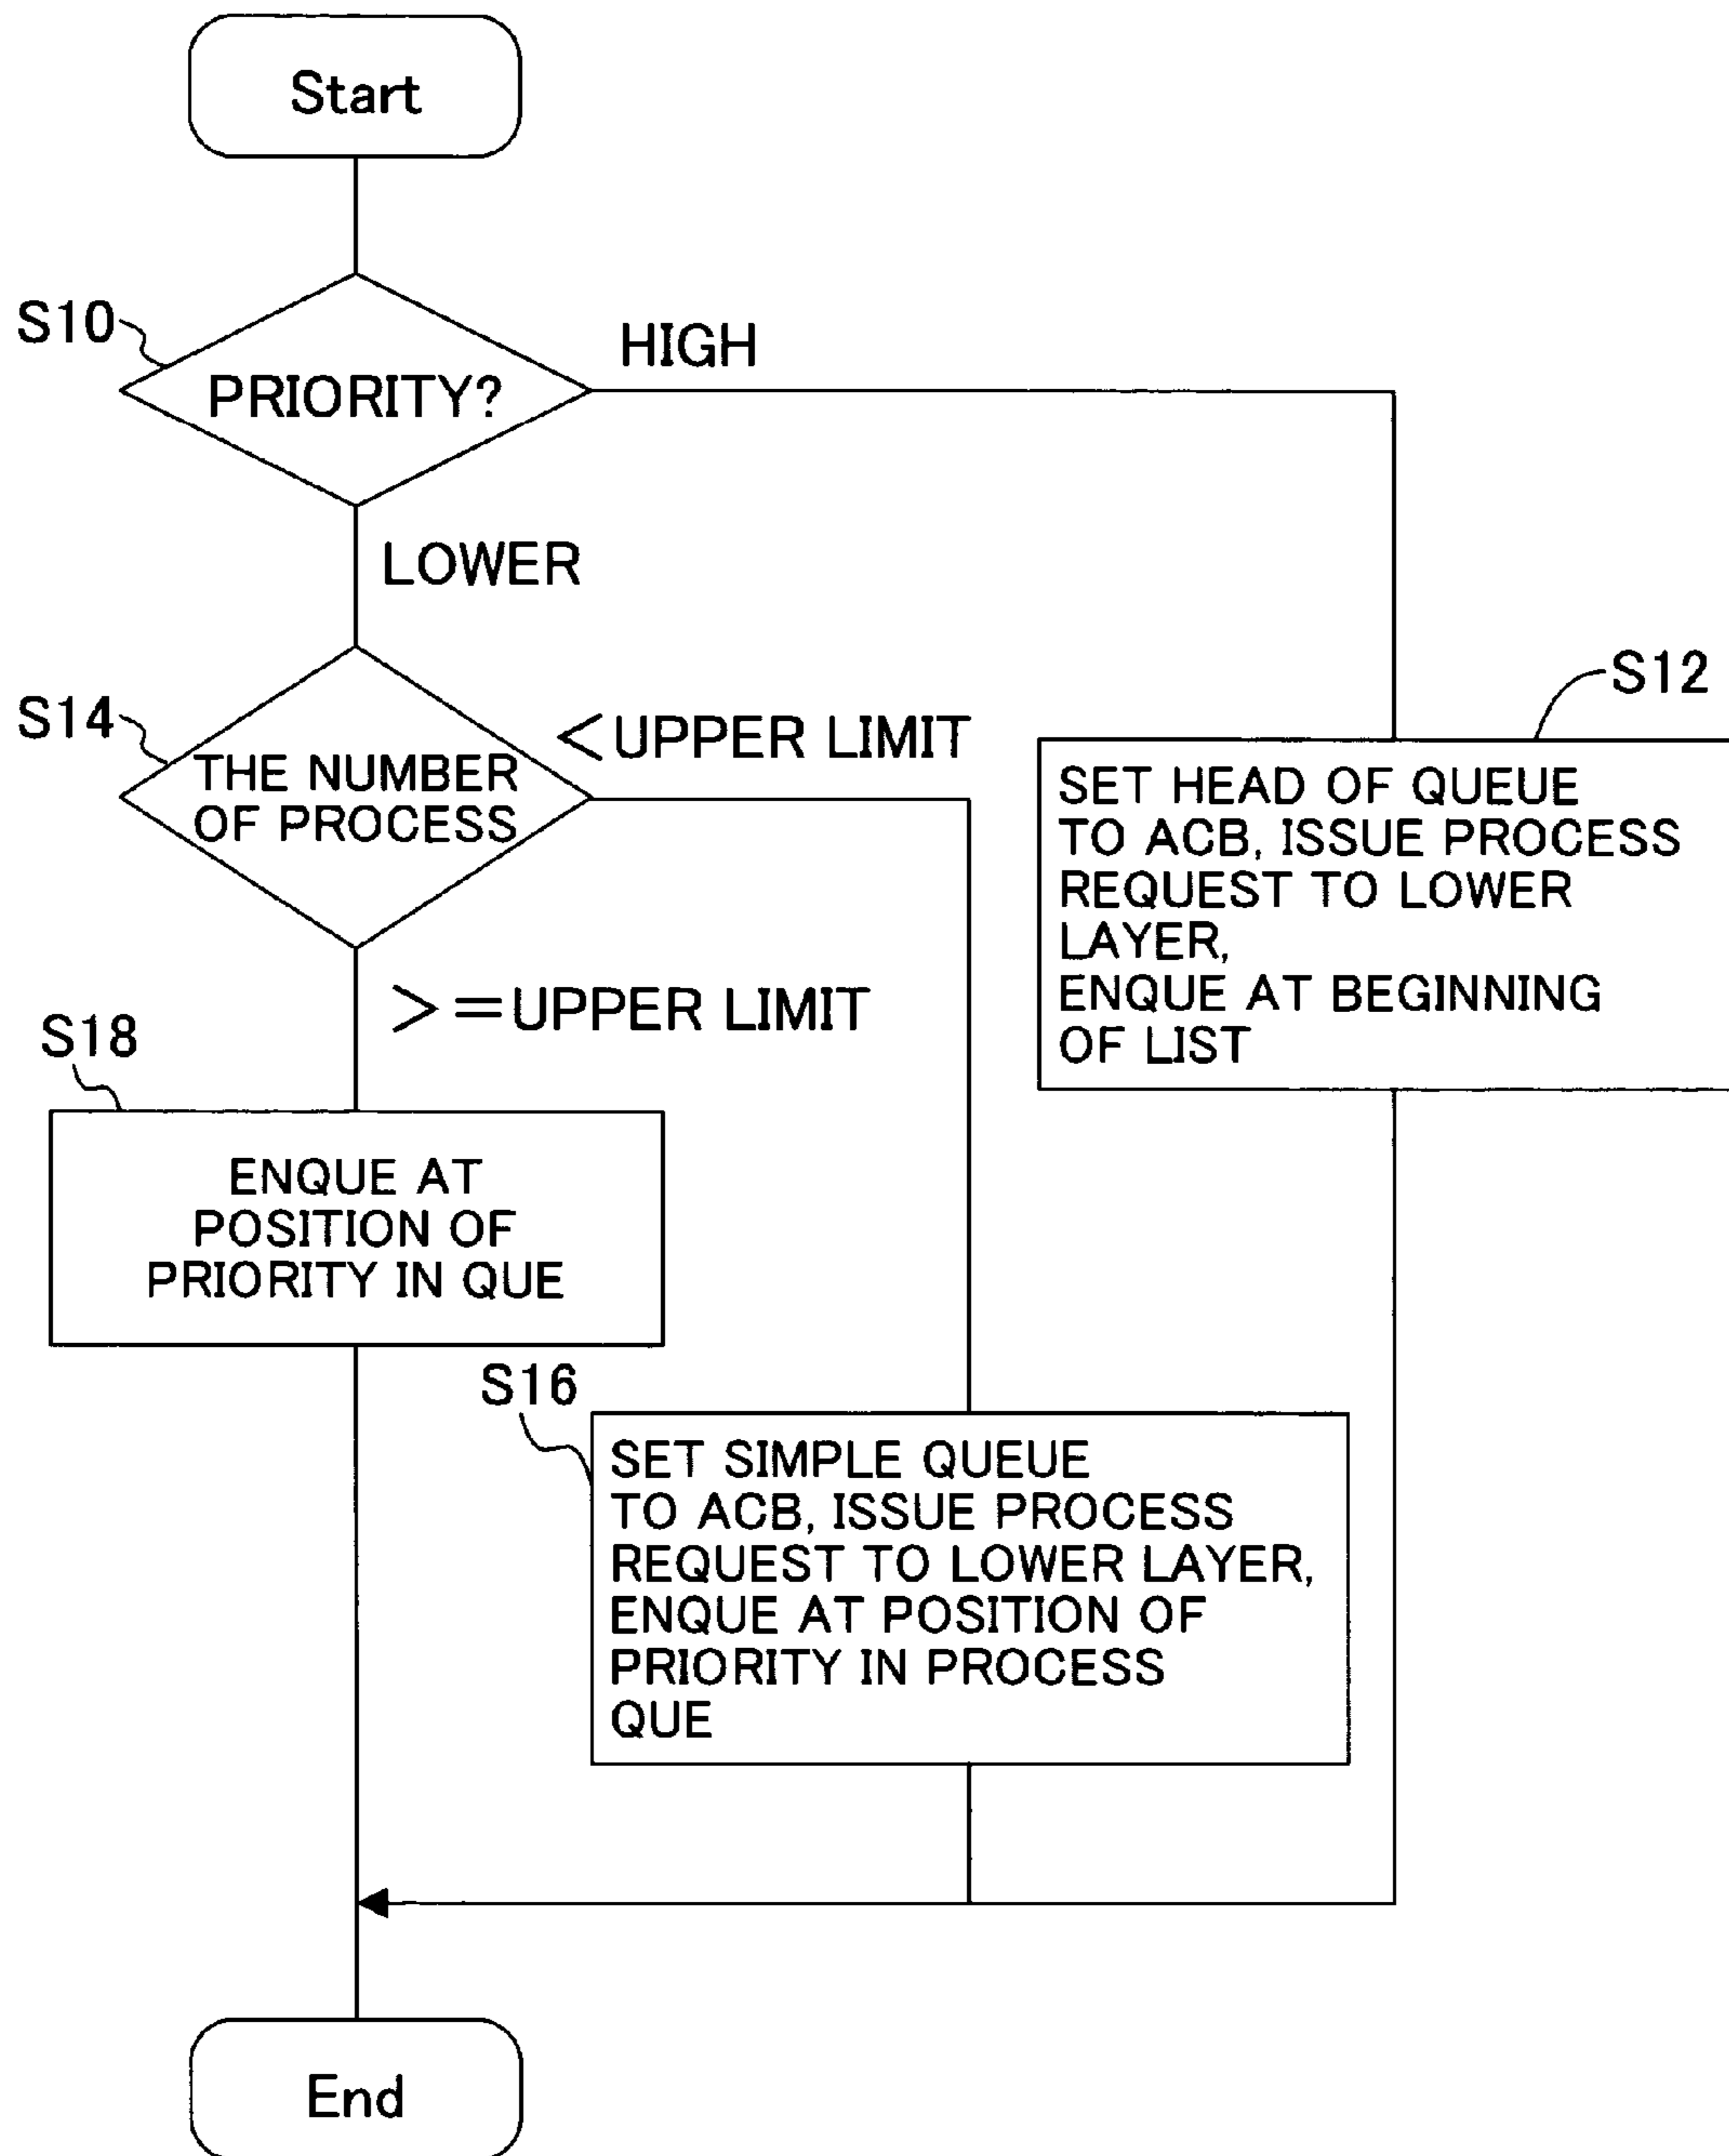 Start
S10
HIGH
PRIORITY?
LOWER
S12
S14
<UPPER LIMIT
THE NUMBER
OF PROCESS
SET HEAD OF QUEUE
TO ACB, ISSUE PROCESS
REQUEST TO LOWER
LAYER,
ENQUE AT BEGINNING
OF LIST
>=UPPER LIMIT
S18
ENQUE AT
POSITION OF
PRIORITY IN QUE
S16
SET SIMPLE QUEUE
TO ACB, ISSUE PROCESS
REQUEST TO LOWER LAYER,
ENQUE AT POSITION OF
PRIORITY IN PROCESS
QUE
End